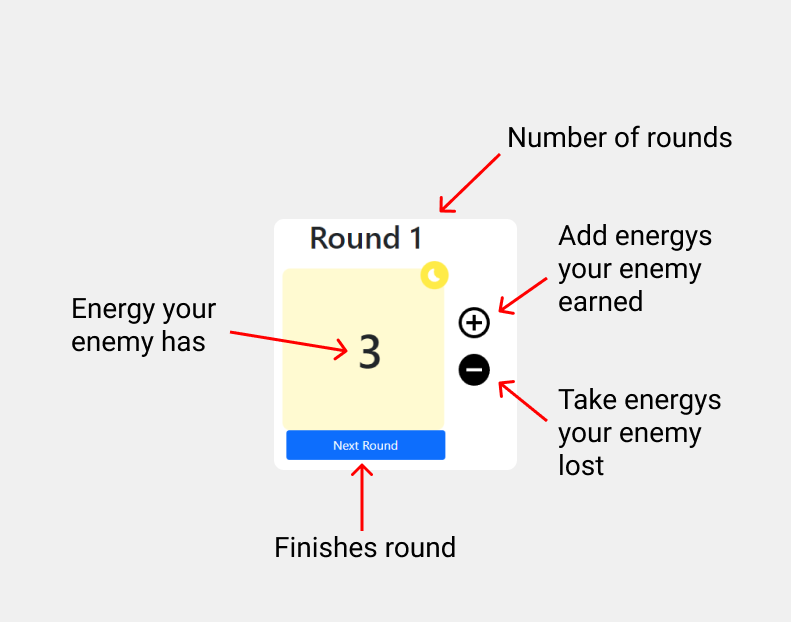 Number of rounds
Round 1
Add energys
your enemy
earned
Energy your
enemy has
3
Take energys
your enemy
lost
Next Round
Finishes round